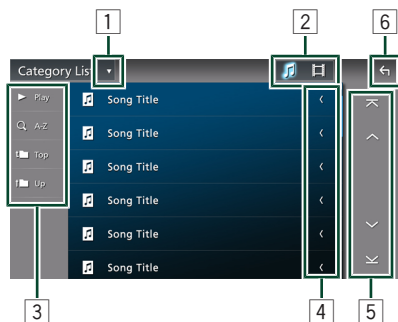 1
2
6
Category List
Play
Song Title
A-Z
Song Title
Top
Song Title
Up
Song Title
Song Title
Song Title
3
4
5